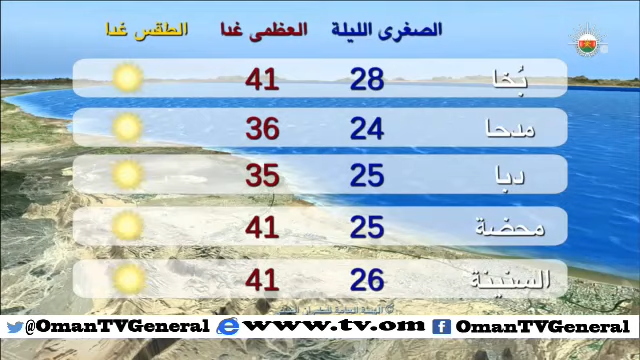 الصغرى الليلة العظمى غدا الطقس غدا
بُخا 28 41
مدحا 24 36
دبا 25 35
محضة 25 41
السنينة 26 41
@OmanTVGeneral www.tv.om OmanTVGeneral